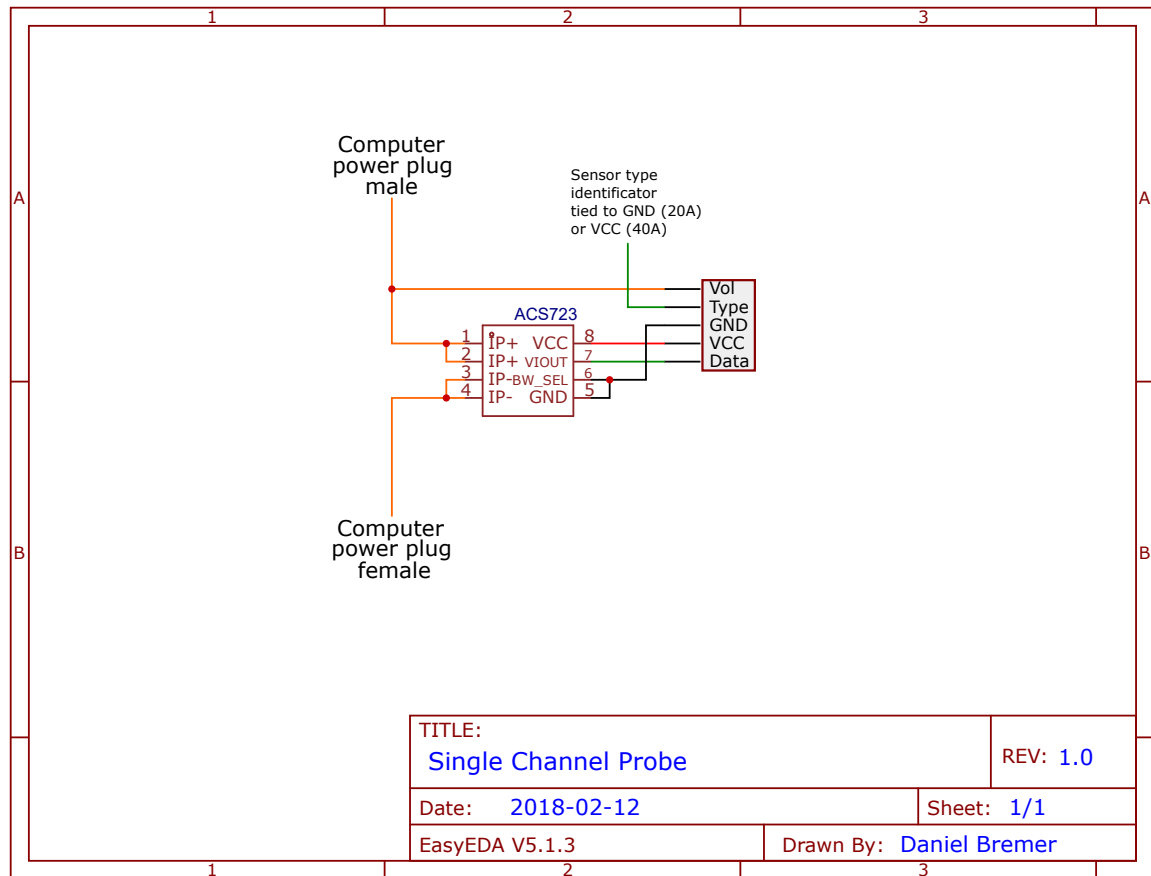 1 2 3
A
A
B
B
Computer
power plug
male
Sensor type
identificator
tied to GND (20A)
or VCC (40A)
Vol
Type
GND
VCC
Data
ACS723
1 IP+ VCC 8
2 IP+ VIOUT 7
3 IP- BW_SEL 6
4 IP- GND 5
Computer
power plug
female
TITLE:
Single Channel Probe
REV: 1.0
Date: 2018-02-12
Sheet: 1/1
EasyEDA V5.1.3
Drawn By: Daniel Bremer
1 2 3